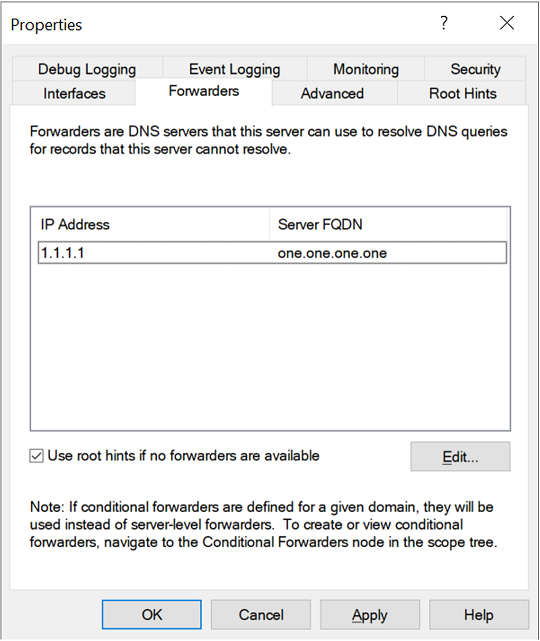 Properties
?
Debug Logging Event Logging Monitoring Security
Interfaces Forwarders Advanced Root Hints
Forwarders are DNS servers that this server can use to resolve DNS queries
for records that this server cannot resolve.
IP Address Server FQDN
1.1.1.1 one.one.one.one
Use root hints if no forwarders are available
Edit...
Note: If conditional forwarders are defined for a given domain, they will be
used instead of server-level forwarders. To create or view conditional
forwarders, navigate to the Conditional Forwarders node in the scope tree.
OK Cancel Apply Help